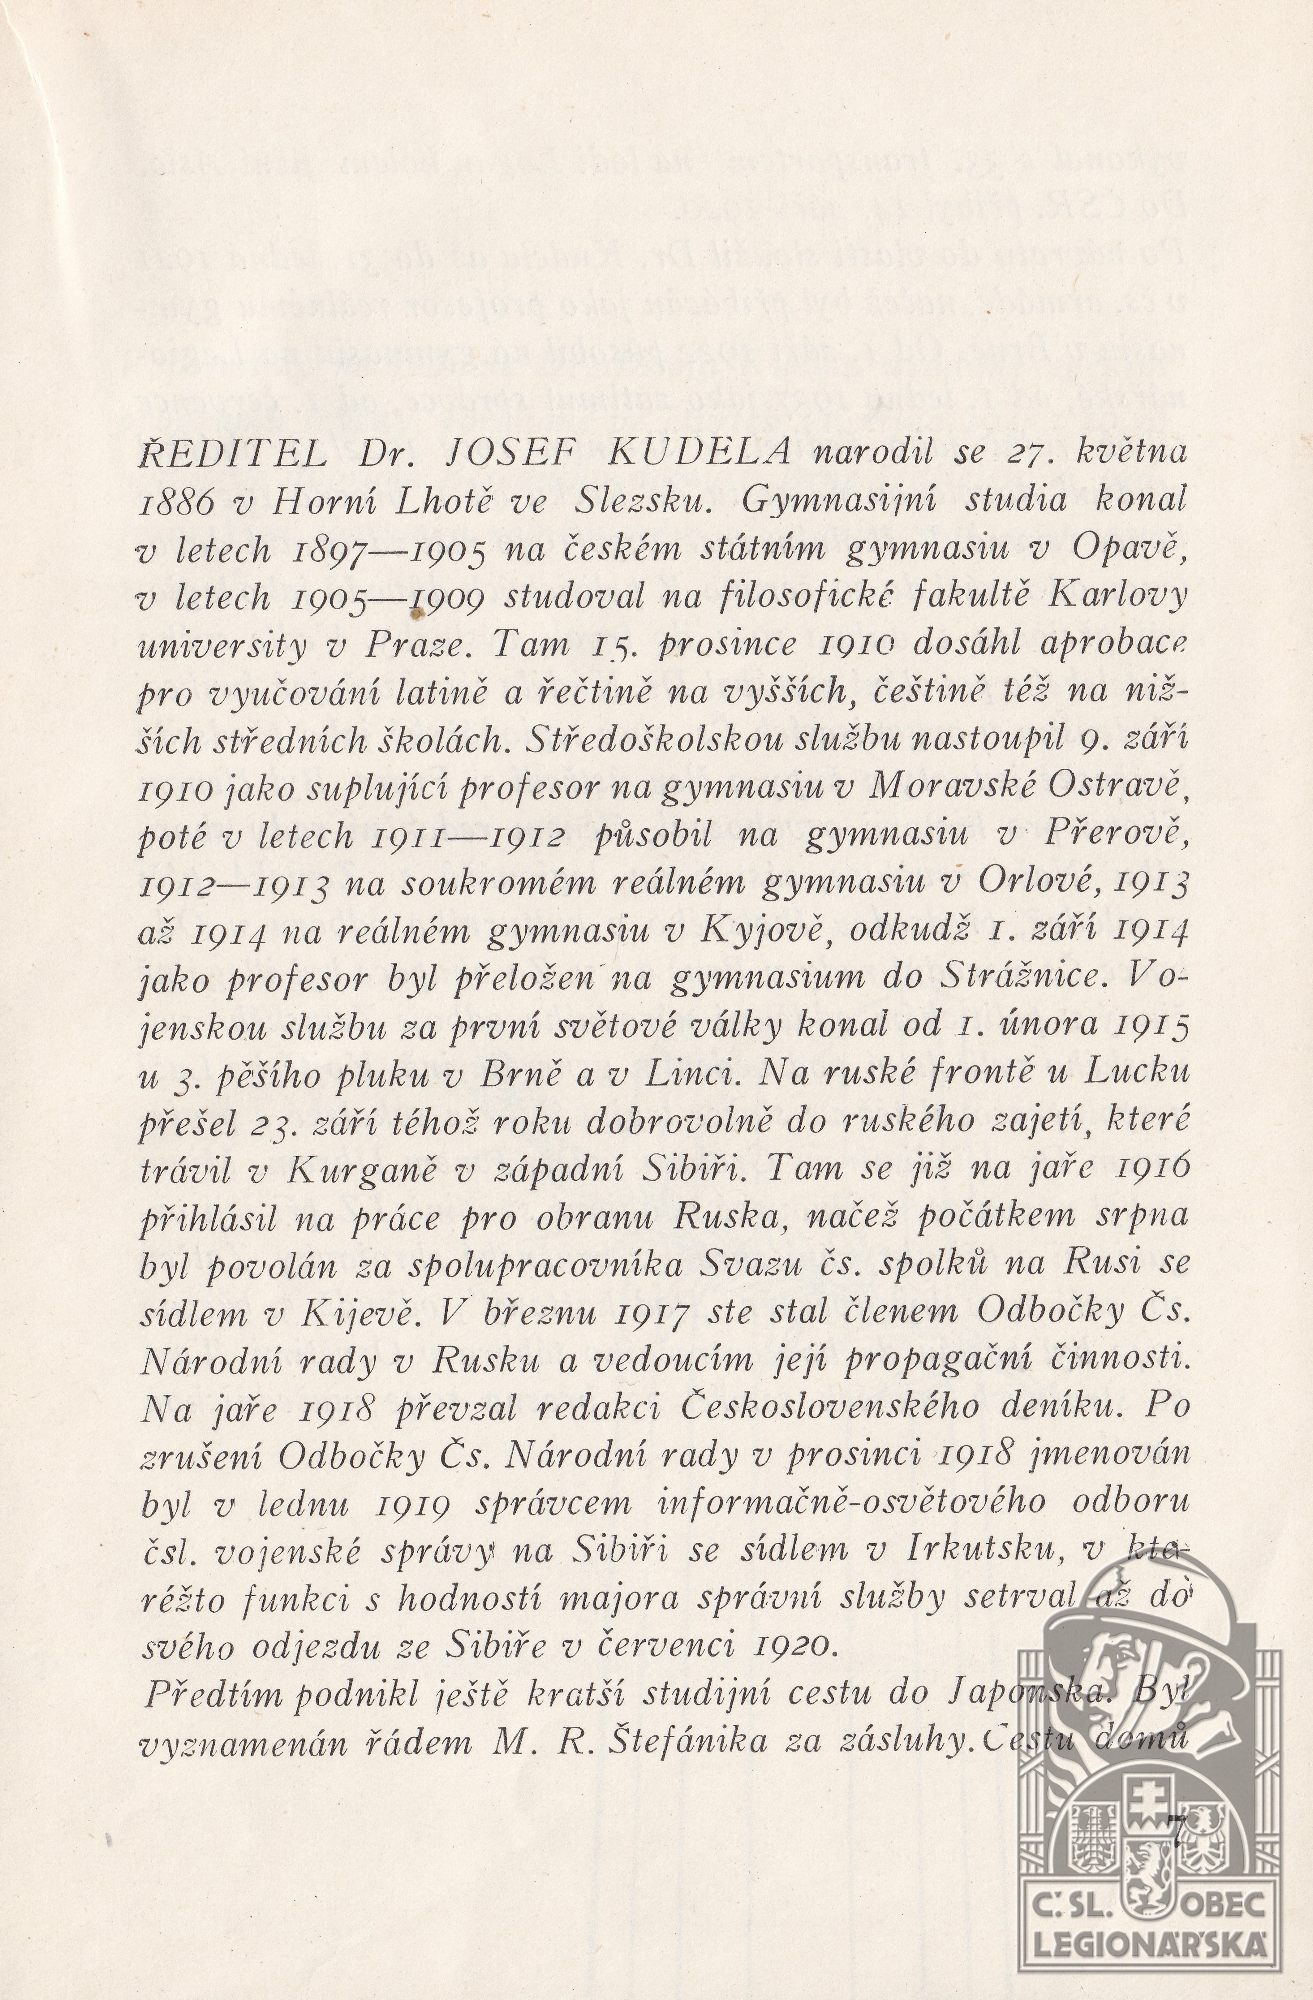 ŘEDITEL Dr. JOSEF KUDELA narodil se 27. května
1886 v Horní Lhotě ve Slezsku. Gymnasijní studia konal
v letech 1897—1905 na českém státním gymnasiu v Opavě,
v letech 1905—1909 studoval na filosofické fakultě Karlovy
university v Praze. Tam 15. prosince 1910 dosáhl aprobace
pro vyučování latině a řečtině na vyšších, češtině též na niž-
ších středních školách. Středoškolskou službu nastoupil 9. září
1910 jako suplující profesor na gymnasiu v Moravské Ostravě,
poté v letech 1911—1912 působil na gymnasiu v Přerově,
1912—1913 na soukromém reálném gymnasiu v Orlové, 1913
až 1914 na reálném gymnasiu v Kyjově, odkudž 1. září 1914
jako profesor byl přeložen na gymnasium do Strážnice. Vo-
jenskou službu za první světové války konal od 1. února 1915
u 3. pěšího pluku v Brně a v Linci. Na ruské frontě u Lucku
přešel 23. září téhož roku dobrovolně do ruského zajetí, které
trávil v Kurganě v západní Sibiři. Tam se již na jaře 1916
přihlásil na práce pro obranu Ruska, načež počátkem srpna
byl povolán za spolupracovníka Svazu čs. spolků na Rusi se
sídlem v Kijevě. V březnu 1917 ste stal členem Odbočky Čs.
Národní rady v Rusku a vedoucím její propagační činnosti.
Na jaře 1918 převzal redakci Československého deníku. Po
zrušení Odbočky Čs. Národní rady v prosinci 1918 jmenován
byl v lednu 1919 správcem informačně-osvětového odboru
čsl. vojenské správy na Sibiři se sídlem v Irkutsku, v kte-
réžto funkci s hodností majora správní služby setrval až do
svého odjezdu ze Sibiře v červenci 1920.
Předtím podnikl ještě kratší studijní cestu do Japonska. Byl
vyznamenán řádem M. R. Štefánika za zásluhy. Cestu domů
7
Č.SL. OBEC
LEGIONÁŘSKÁ